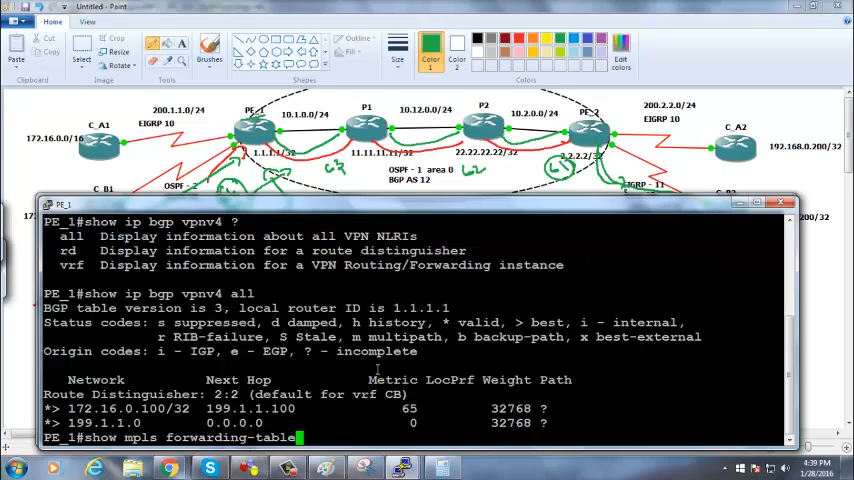 Untitled - Paint
Home View
Cut
Copy
Paste
Clipboard
Select
Crop
Resize
Rotate
Image
Brushes
Tools
Outline
Fill
Shapes
Size
Color 1
Color 2
Edit colors
Colors
200.1.1.0/24
EIGRP 10
C_A1
172.16.0.0/16
PE_1
10.1.0.0/24
P1
10.12.0.0/24
P2
10.2.0.0/24
PE_2
200.2.2.0/24
EIGRP 10
C_A2
192.168.0.200/32
1.1.1.1/32
11.11.11.11/32
22.22.22.22/32
2.2.2.2/32
63
62
OSPF - 1 area 0
BGP AS 12
OSPF - 2
C_B1
EIGRP - 11
200/32
PE_1
PE_1#show ip bgp vpnv4 ?
all Display information about all VPN NLRIs
rd Display information for a route distinguisher
vrf Display information for a VPN Routing/Forwarding instance
PE_1#show ip bgp vpnv4 all
BGP table version is 3, local router ID is 1.1.1.1
Status codes: s suppressed, d damped, h history, * valid, > best, i - internal,
r RIB-failure, S Stale, m multipath, b backup-path, x best-external
Origin codes: i - IGP, e - EGP, ? - incomplete
Network Next Hop Metric LocPrf Weight Path
Route Distinguisher: 2:2 (default for vrf CB)
*> 172.16.0.100/32 199.1.1.100 65 32768 ?
*> 199.1.1.0 0.0.0.0 0 32768 ?
PE_1#show mpls forwarding-table
4:39 PM
1/28/2016